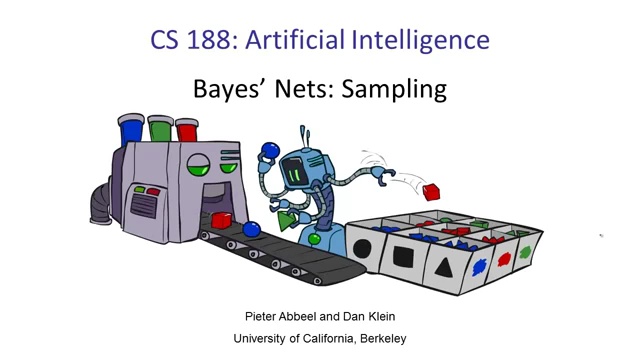 CS 188: Artificial Intelligence
Bayes’ Nets: Sampling
Pieter Abbeel and Dan Klein
University of California, Berkeley